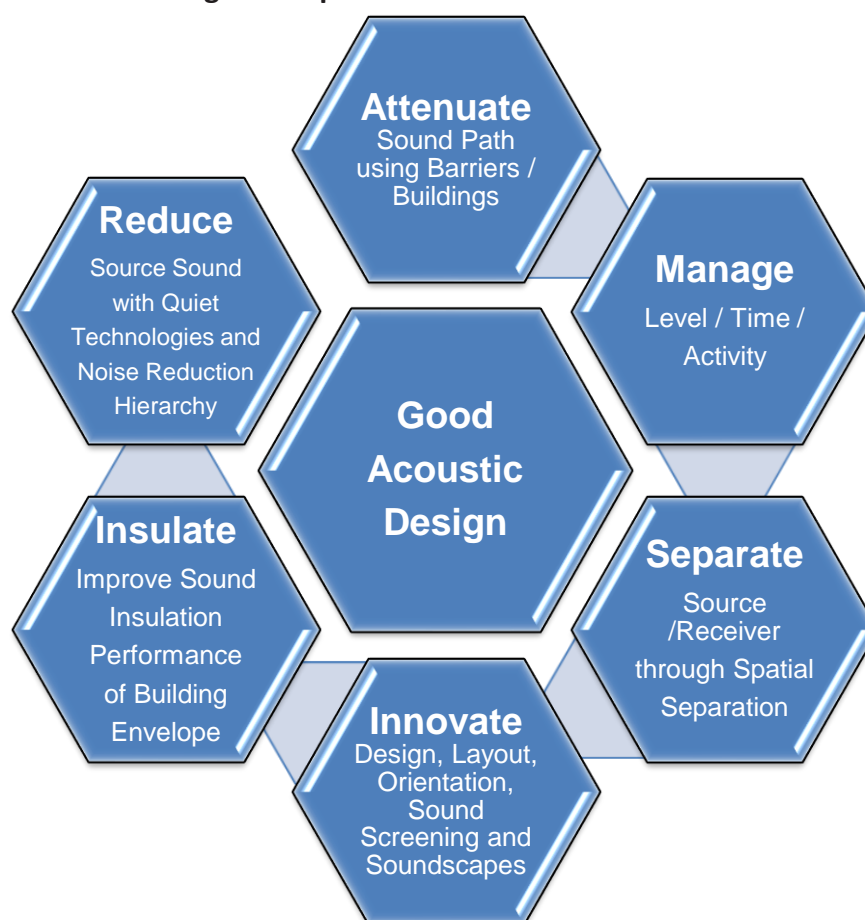 Attenuate
Sound Path
using Barriers /
Buildings
Reduce
Source Sound
with Quiet
Technologies and
Noise Reduction
Hierarchy
Manage
Level / Time /
Activity
Good
Acoustic
Design
Insulate
Improve Sound
Insulation
Performance
of Building
Envelope
Separate
Source
/Receiver
through Spatial
Separation
Innovate
Design, Layout,
Orientation,
Sound
Screening and
Soundscapes